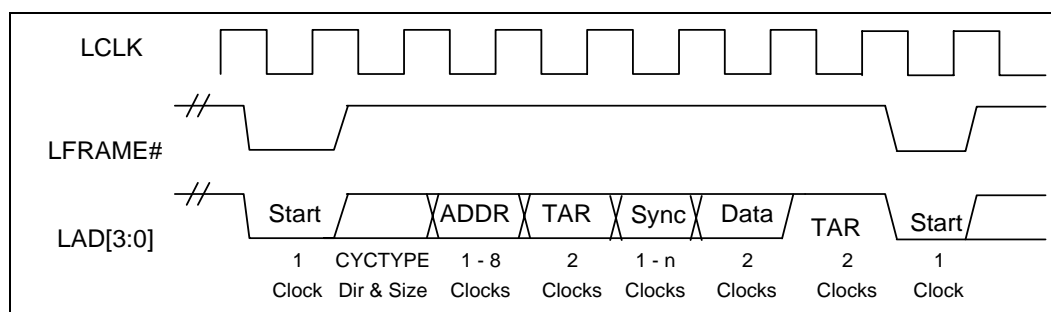 LCLK
LFRAME#
LAD[3:0]
Start ADDR TAR Sync Data TAR Start
1 CYCTYPE 1 - 8 2 1 - n 2 2 1
Clock Dir & Size Clocks Clocks Clocks Clocks Clocks Clock